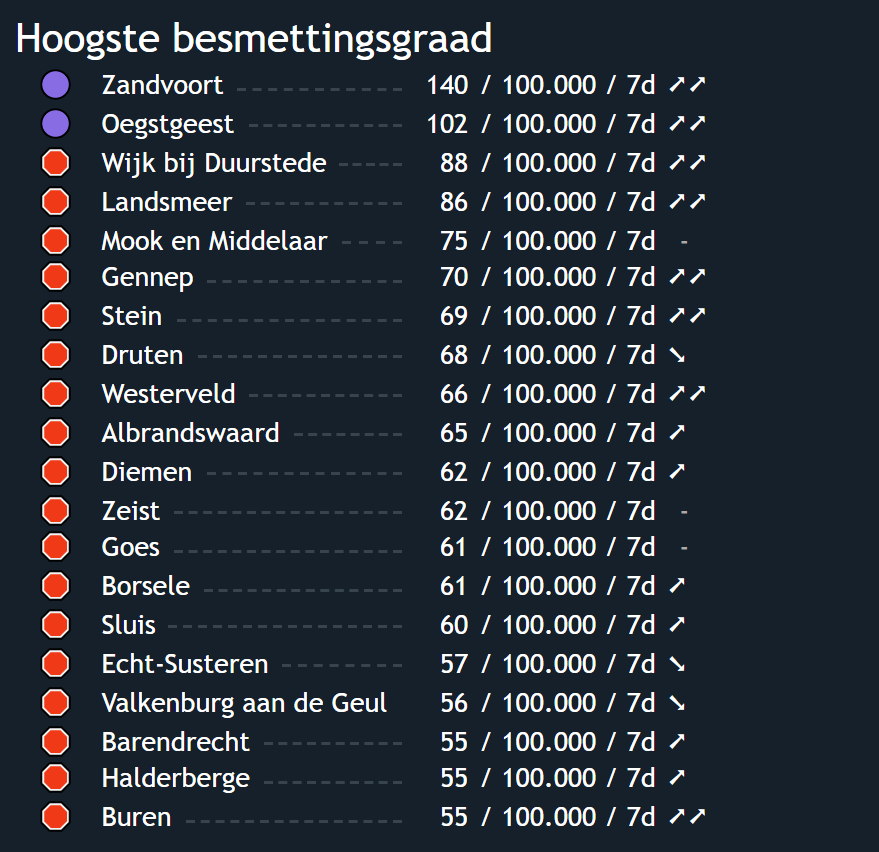 Hoogste besmettingsgraad
Zandvoort 140 / 100.000 / 7d ➚➚
Oegstgeest 102 / 100.000 / 7d ➚➚
Wijk bij Duurstede 88 / 100.000 / 7d ➚➚
Landsmeer 86 / 100.000 / 7d ➚➚
Mook en Middelaar 75 / 100.000 / 7d -
Gennep 70 / 100.000 / 7d ➚➚
Stein 69 / 100.000 / 7d ➚➚
Druten 68 / 100.000 / 7d ➘
Westerveld 66 / 100.000 / 7d ➚➚
Albrandswaard 65 / 100.000 / 7d ➚
Diemen 62 / 100.000 / 7d ➚
Zeist 62 / 100.000 / 7d -
Goes 61 / 100.000 / 7d -
Borsele 61 / 100.000 / 7d ➚
Sluis 60 / 100.000 / 7d ➚
Echt-Susteren 57 / 100.000 / 7d ➘
Valkenburg aan de Geul 56 / 100.000 / 7d ➘
Barendrecht 55 / 100.000 / 7d ➚
Halderberge 55 / 100.000 / 7d ➚
Buren 55 / 100.000 / 7d ➚➚